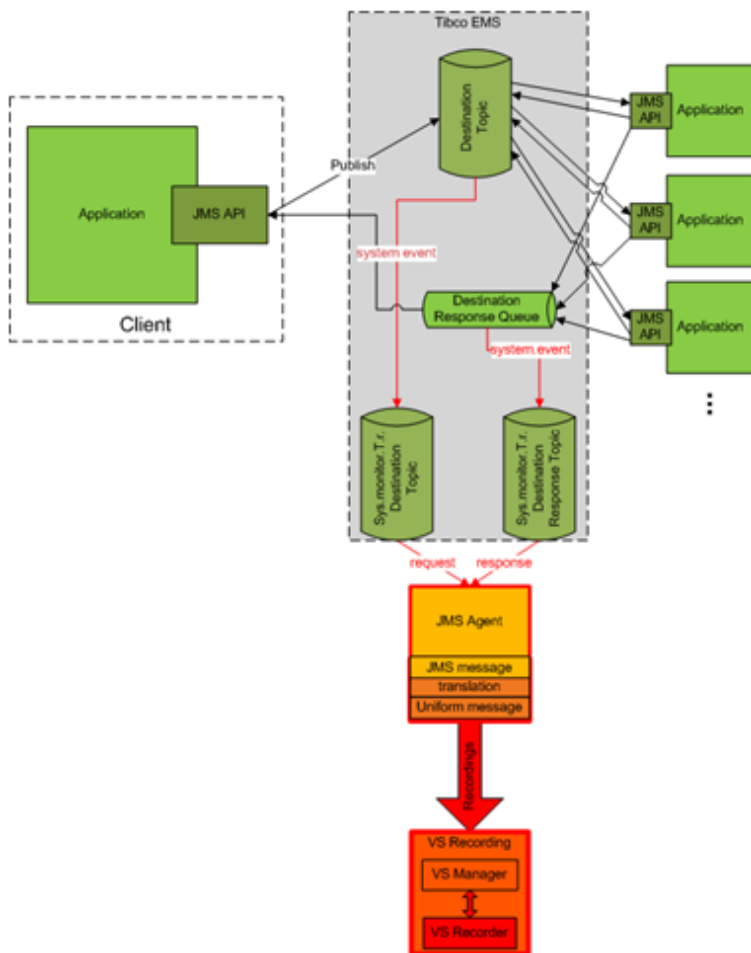 Tibco EMS
Destination
Topic
JMS
API
Application
Publish
Application
JMS API
Client
JMS
API
Application
system event
Destination
Response Queue
JMS
API
Application
system.event
...
Sys.monitor.T.r.
Destination
Topic
Sys.monitor.T.r.
Destination
Response Topic
request
response
JMS Agent
JMS message
translation
Uniform message
Recordings
VS Recording
VS Manager
VS Recorder